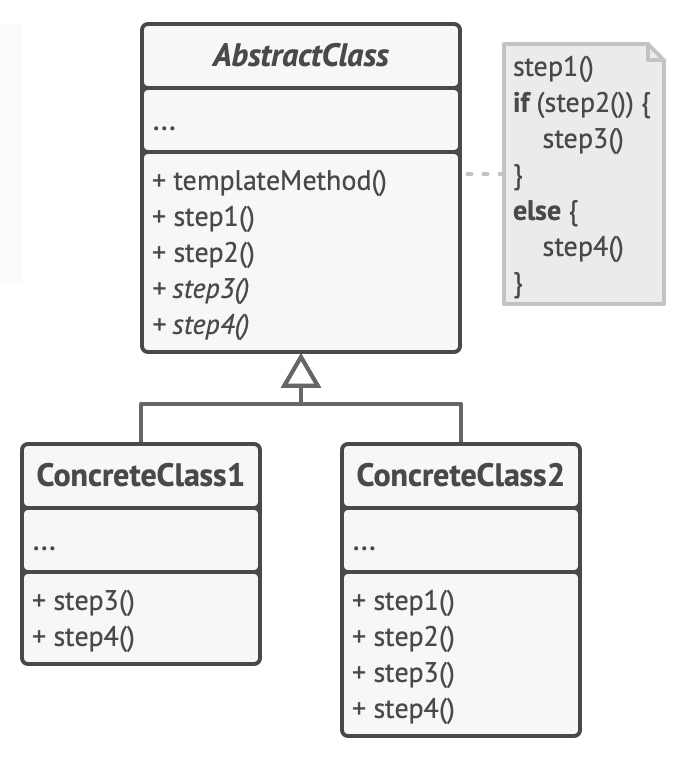 AbstractClass
...
+ templateMethod()
+ step1()
+ step2()
+ step3()
+ step4()
step1()
if (step2()) {
step3()
}
else {
step4()
}
ConcreteClass1
...
+ step3()
+ step4()
ConcreteClass2
...
+ step1()
+ step2()
+ step3()
+ step4()